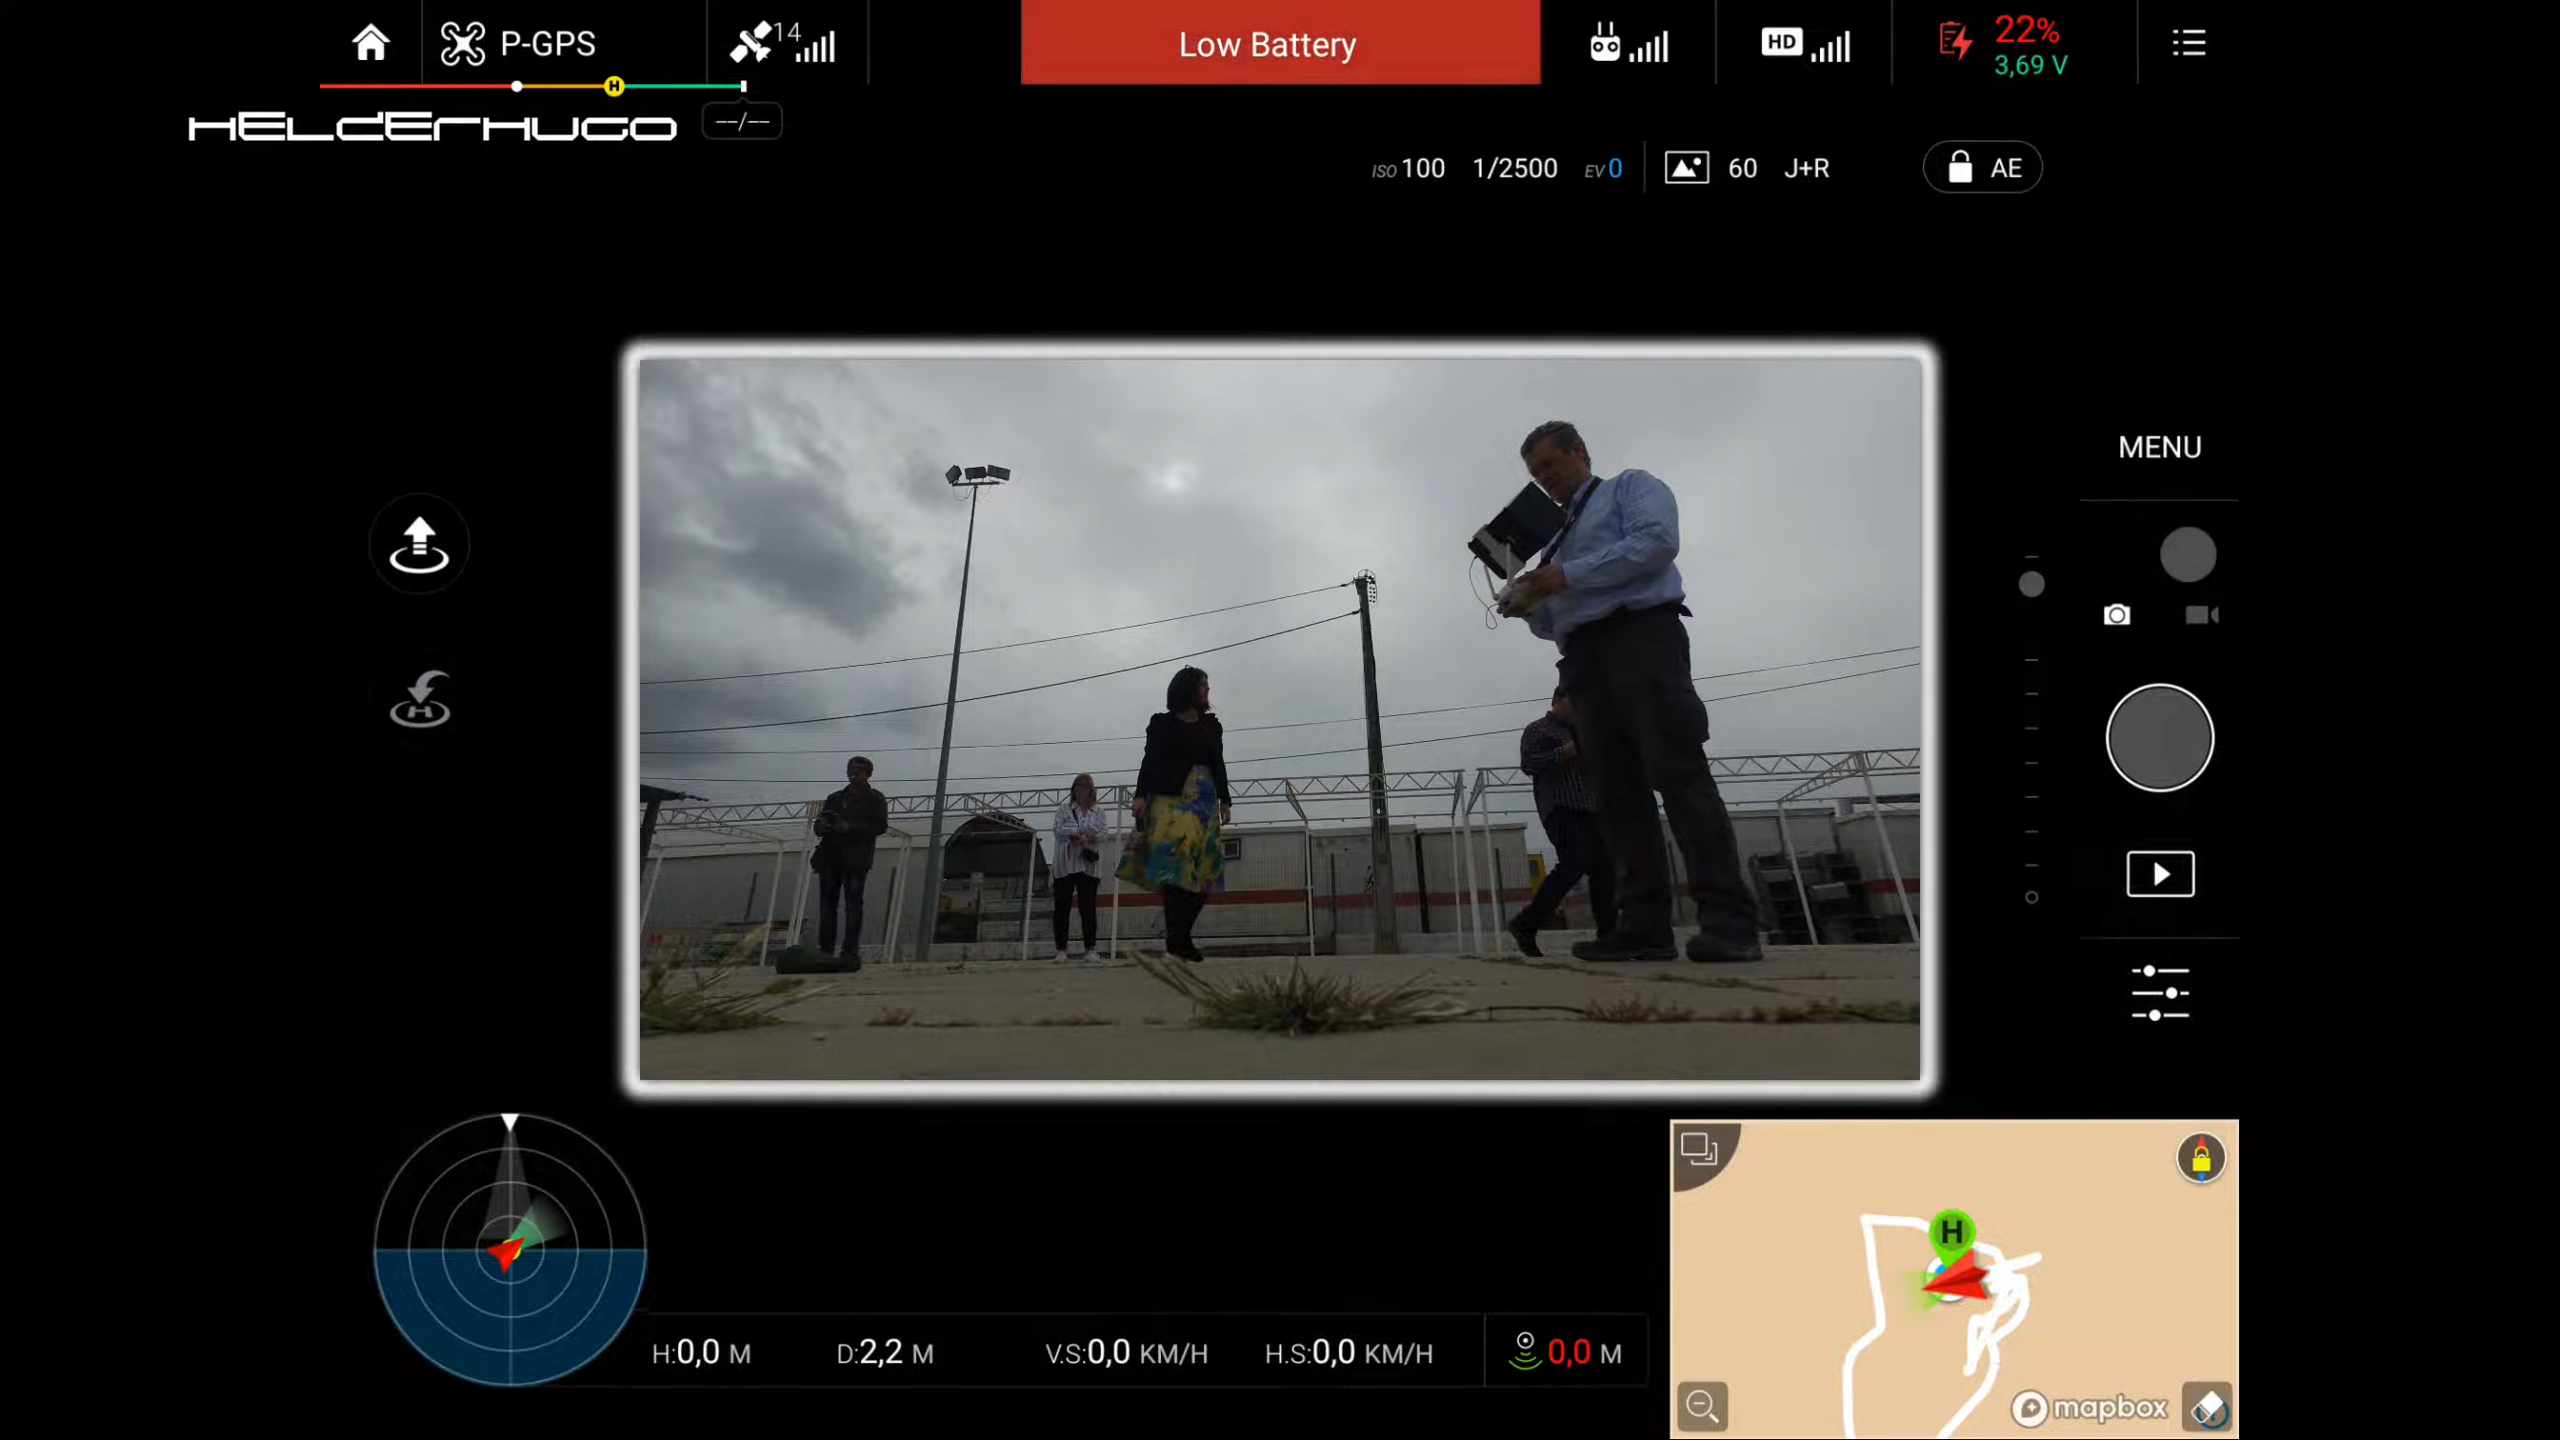 P-GPS
14
Low Battery
HD
22%
3,69 V
H
--/--
HELDERHUGO
ISO 100 1/2500 EV 0 60 J+R AE
MENU
H
H
H:0,0 M D:2,2 M V.S:0,0 KM/H H.S:0,0 KM/H 0,0 M
mapbox